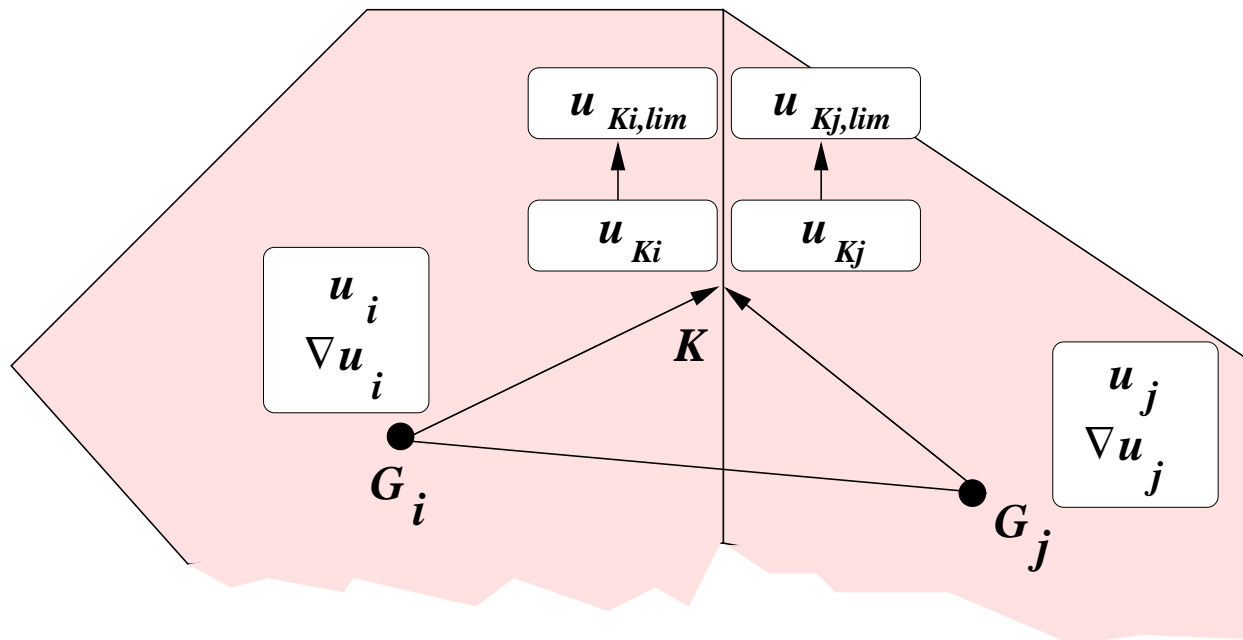 u Ki,lim
u Kj,lim
u Ki
u Kj
u i
∇u i
K
u j
∇u j
G i
G j